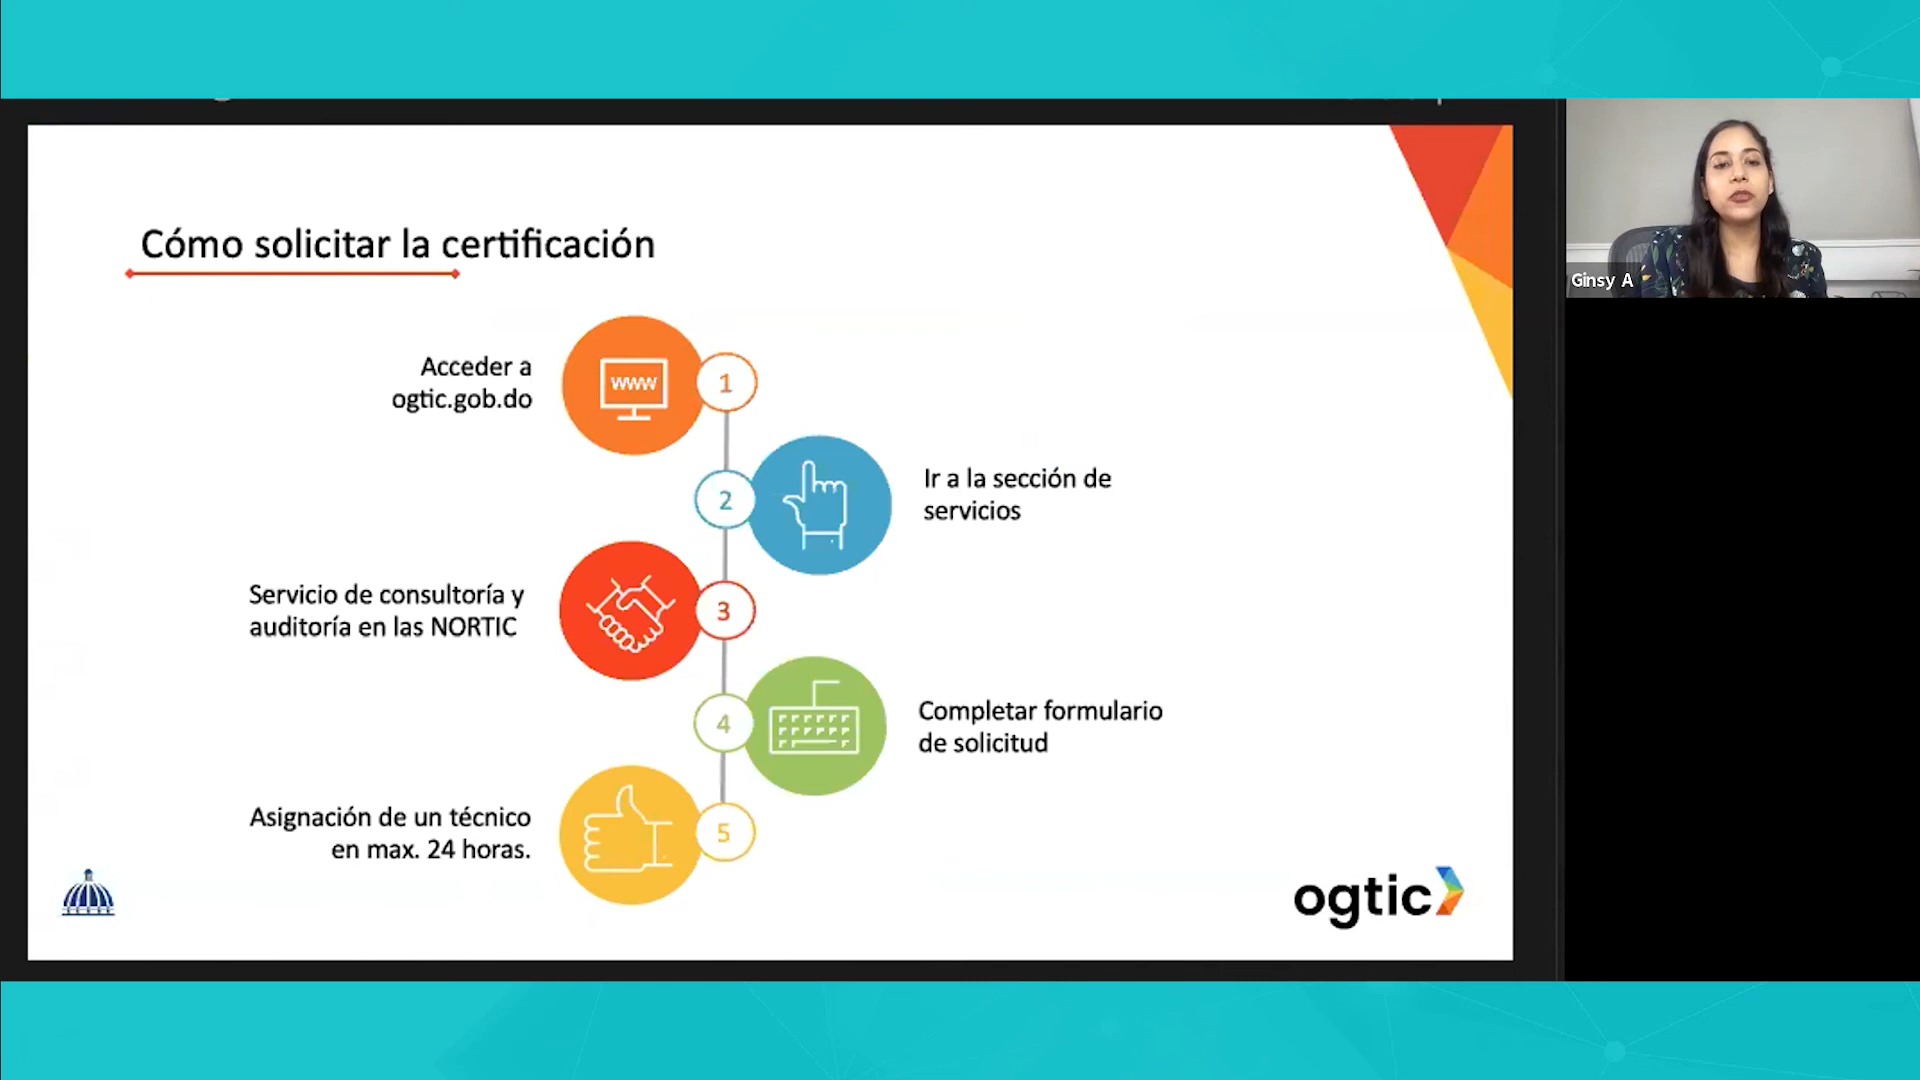 Cómo solicitar la certificación
Acceder a
ogtic.gob.do
www
1
2
Ir a la sección de
servicios
Servicio de consultoría y
auditoría en las NORTIC
3
4
Completar formulario
de solicitud
Asignación de un técnico
en max. 24 horas.
5
ogtic
Ginsy A